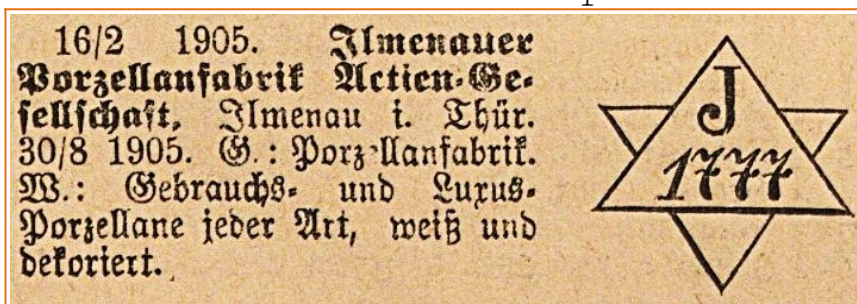 16/2 1905. Ilmenauer
Porzellanfabrik Actien-Ge-
sellschaft, Ilmenau i. Thür.
30/8 1905. G.: Porzellanfabrik.
W.: Gebrauchs- und Luxus-
Porzellane jeder Art, weiß und
dekoriert.
J
1777